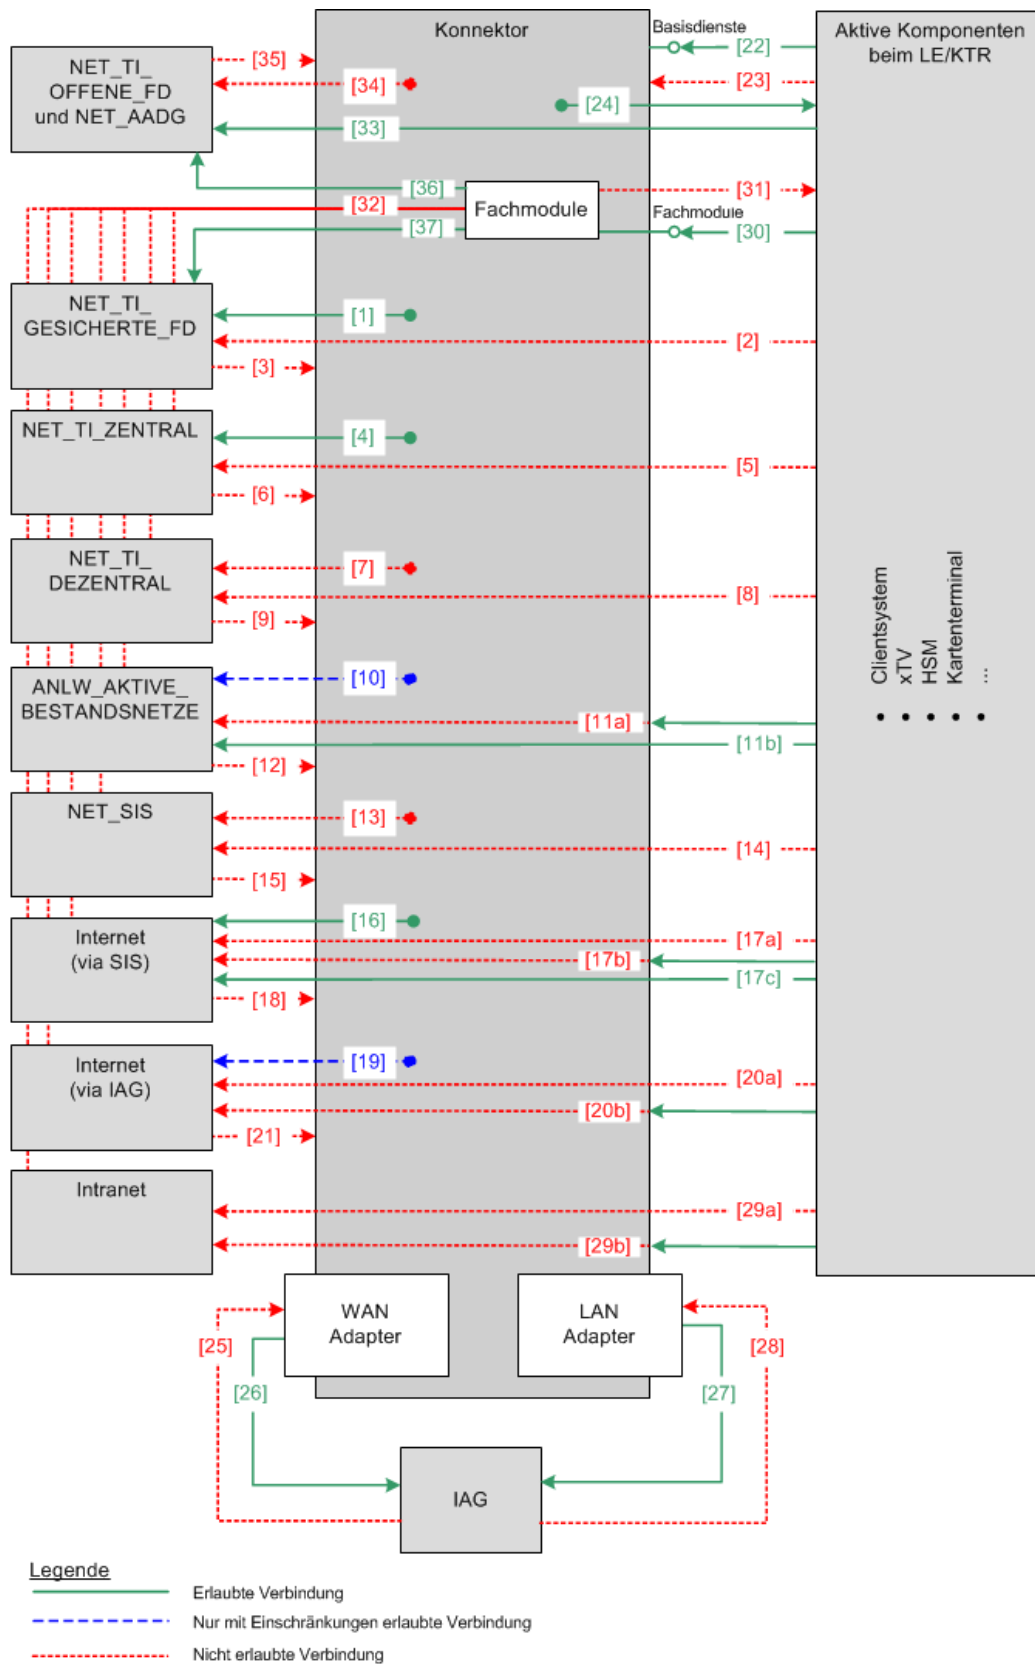 Konnektor
Basisdienste
Aktive Komponenten
beim LE/KTR
NET_TI_
OFFENE_FD
und NET_AADG
[35]
[34]
[22]
[23]
[24]
[33]
[36]
[32]
[37]
Fachmodule
[31]
Fachmodule
[30]
NET_TI_
GESICHERTE_FD
[1]
[2]
[3]
NET_TI_ZENTRAL
[4]
[5]
[6]
NET_TI_
DEZENTRAL
[7]
[8]
[9]
Clientsystem
xTV
HSM
Kartenterminal
...
ANLW_AKTIVE_
BESTANDSNETZE
[10]
[11a]
[11b]
[12]
NET_SIS
[13]
[14]
[15]
Internet
(via SIS)
[16]
[17a]
[17b]
[17c]
[18]
Internet
(via IAG)
[19]
[20a]
[20b]
[21]
Intranet
[29a]
[29b]
WAN
Adapter
LAN
Adapter
[25]
[26]
[27]
[28]
IAG
Legende
Erlaubte Verbindung
Nur mit Einschränkungen erlaubte Verbindung
Nicht erlaubte Verbindung